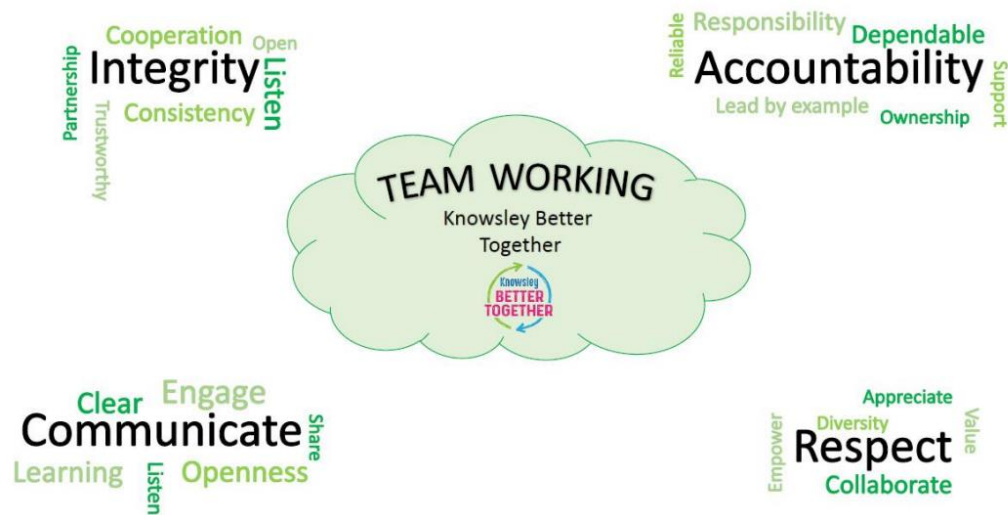 Cooperation
Open
Partnership
Integrity
Listen
Consistency
Trustworthy
Reliable
Responsibility
Dependable
Accountability
Support
Lead by example
Ownership
TEAM WORKING
Knowsley Better
Together
Knowsley
BETTER
TOGETHER
Clear
Engage
Communicate
Share
Learning
Listen
Openness
Appreciate
Empower
Diversity
Value
Respect
Collaborate